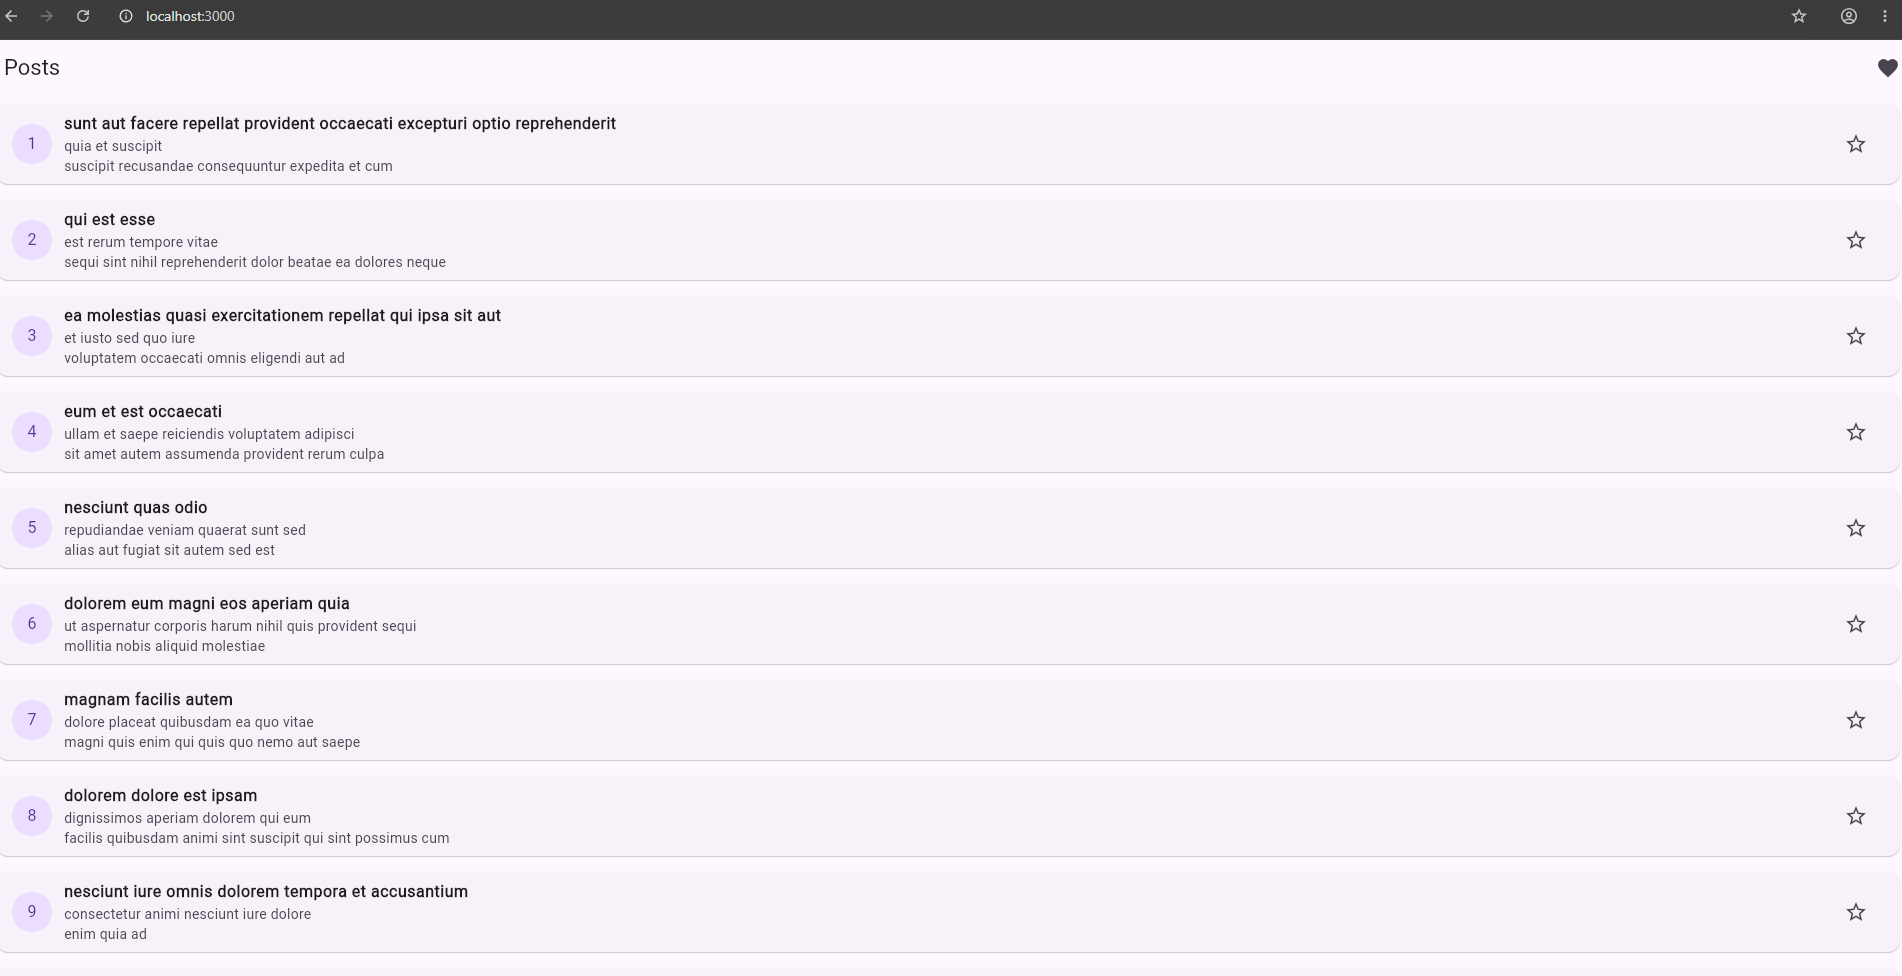 localhost:3000
Posts
1
sunt aut facere repellat provident occaecati excepturi optio reprehenderit
quia et suscipit
suscipit recusandae consequuntur expedita et cum
2
qui est esse
est rerum tempore vitae
sequi sint nihil reprehenderit dolor beatae ea dolores neque
3
ea molestias quasi exercitationem repellat qui ipsa sit aut
et iusto sed quo iure
voluptatem occaecati omnis eligendi aut ad
4
eum et est occaecati
ullam et saepe reiciendis voluptatem adipisci
sit amet autem assumenda provident rerum culpa
5
nesciunt quas odio
repudiandae veniam quaerat sunt sed
alias aut fugiat sit autem sed est
6
dolorem eum magni eos aperiam quia
ut aspernatur corporis harum nihil quis provident sequi
mollitia nobis aliquid molestiae
7
magnam facilis autem
dolore placeat quibusdam ea quo vitae
magni quis enim qui quis quo nemo aut saepe
8
dolorem dolore est ipsam
dignissimos aperiam dolorem qui eum
facilis quibusdam animi sint suscipit qui sint possimus cum
9
nesciunt iure omnis dolorem tempora et accusantium
consectetur animi nesciunt iure dolore
enim quia ad